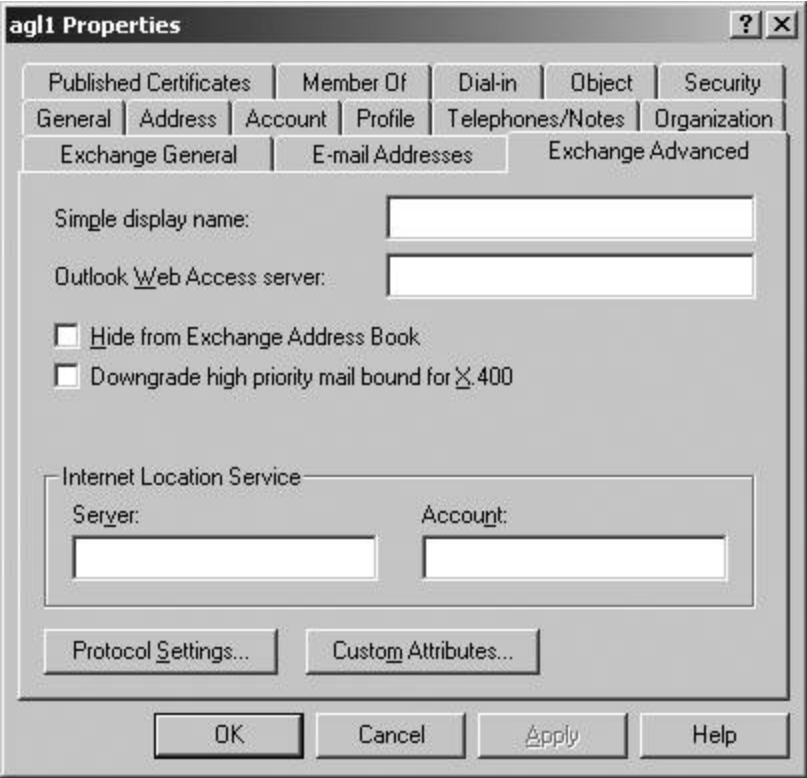 agl1 Properties
Published Certificates Member Of Dial-in Object Security
General Address Account Profile Telephones/Notes Organization
Exchange General E-mail Addresses Exchange Advanced
Simple display name:
Outlook Web Access server:
Hide from Exchange Address Book
Downgrade high priority mail bound for X.400
Internet Location Service
Server: Account:
Protocol Settings... Custom Attributes...
OK Cancel Apply Help